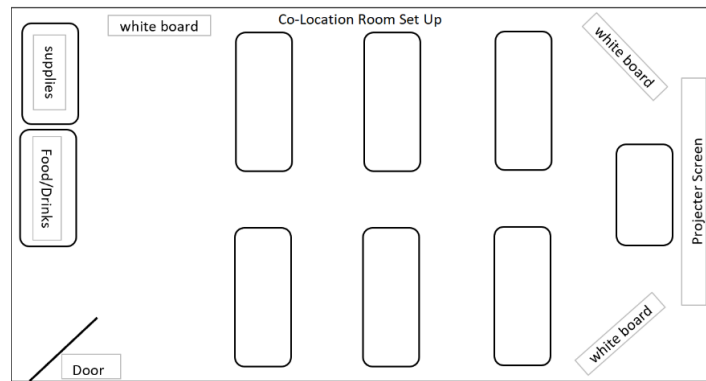 Co-Location Room Set Up
white board
white board
supplies
Food/Drinks
Projecter Screen
white board
Door